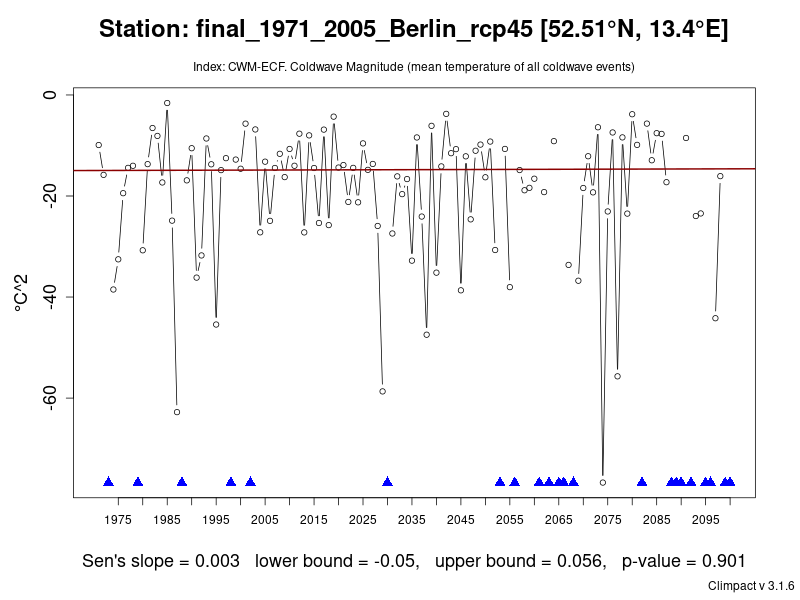 Station: final_1971_2005_Berlin_rcp45 [52.51°N, 13.4°E]
Index: CWM-ECF. Coldwave Magnitude (mean temperature of all coldwave events)
0
20
-40
-60
°C^2
1975 1985 1995 2005 2015 2025 2035 2045 2055 2065 2075 2085 2095
Sen's slope = 0.003 lower bound = -0.05, upper bound = 0.056, p-value = 0.901
Climpact v 3.1.6